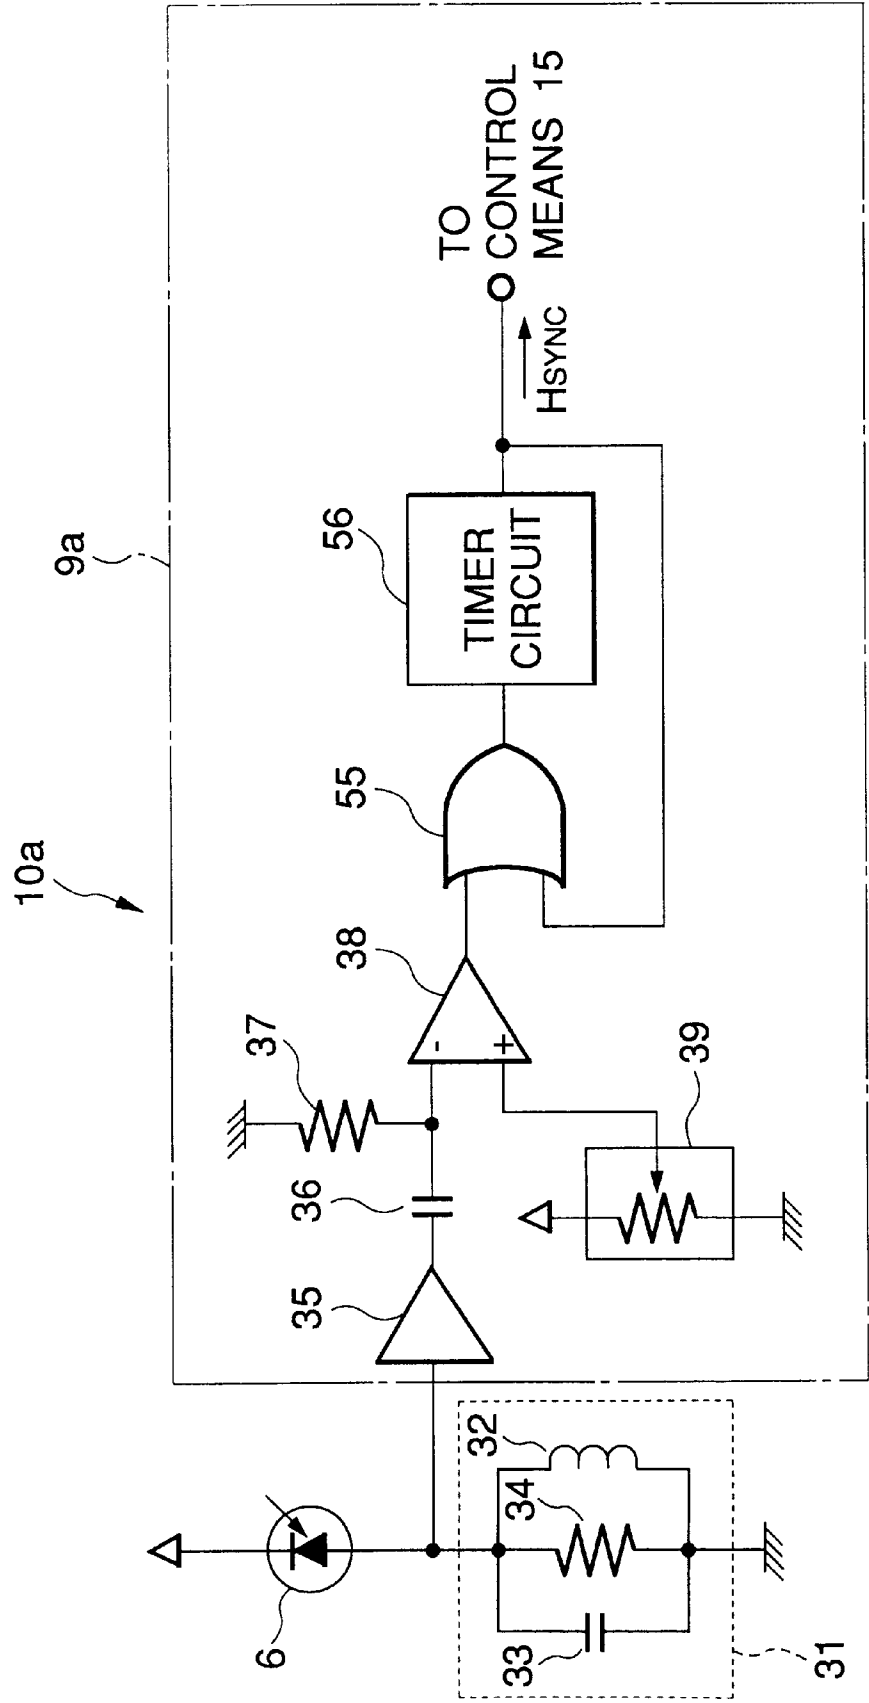 10a
9a
6
31
33
34
32
35
36
37
38
-
+
39
55
56
TIMER
CIRCUIT
HSYNC
TO
CONTROL
MEANS 15